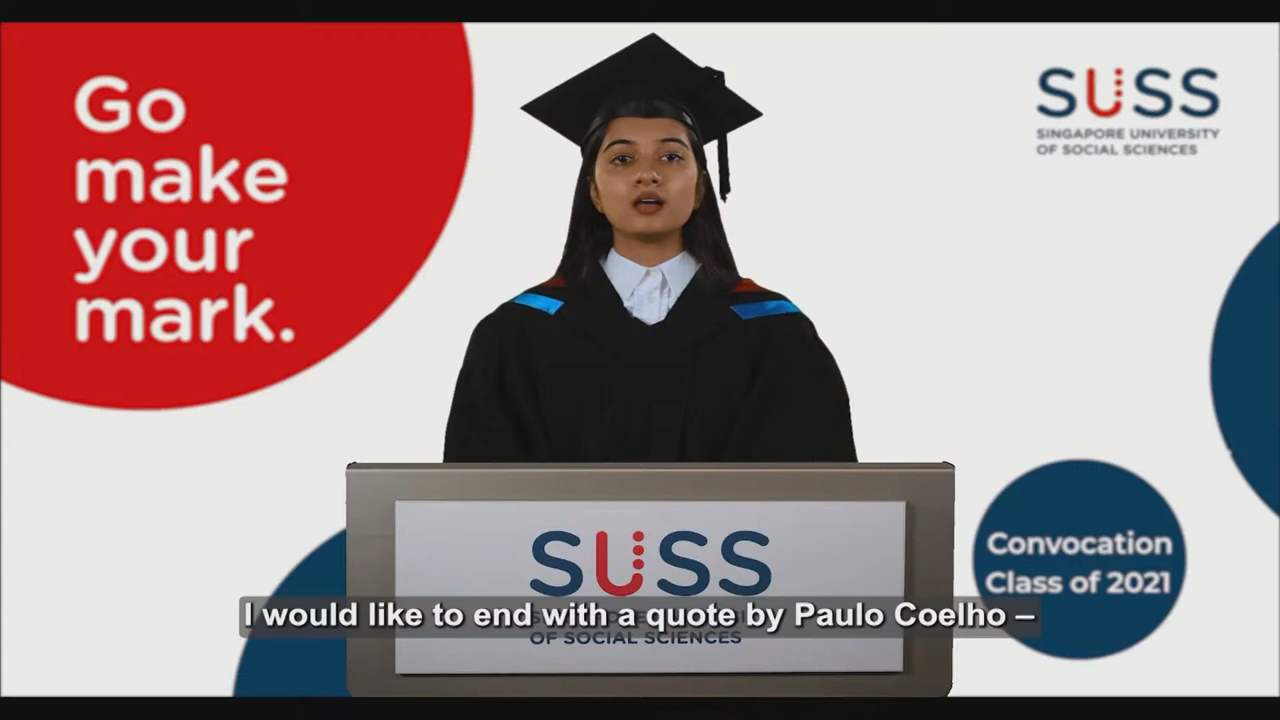 Go
make
your
mark.
SUSS
SINGAPORE UNIVERSITY
OF SOCIAL SCIENCES
SUSS
OF SOCIAL SCIENCES
Convocation
Class of 2021
I would like to end with a quote by Paulo Coelho –